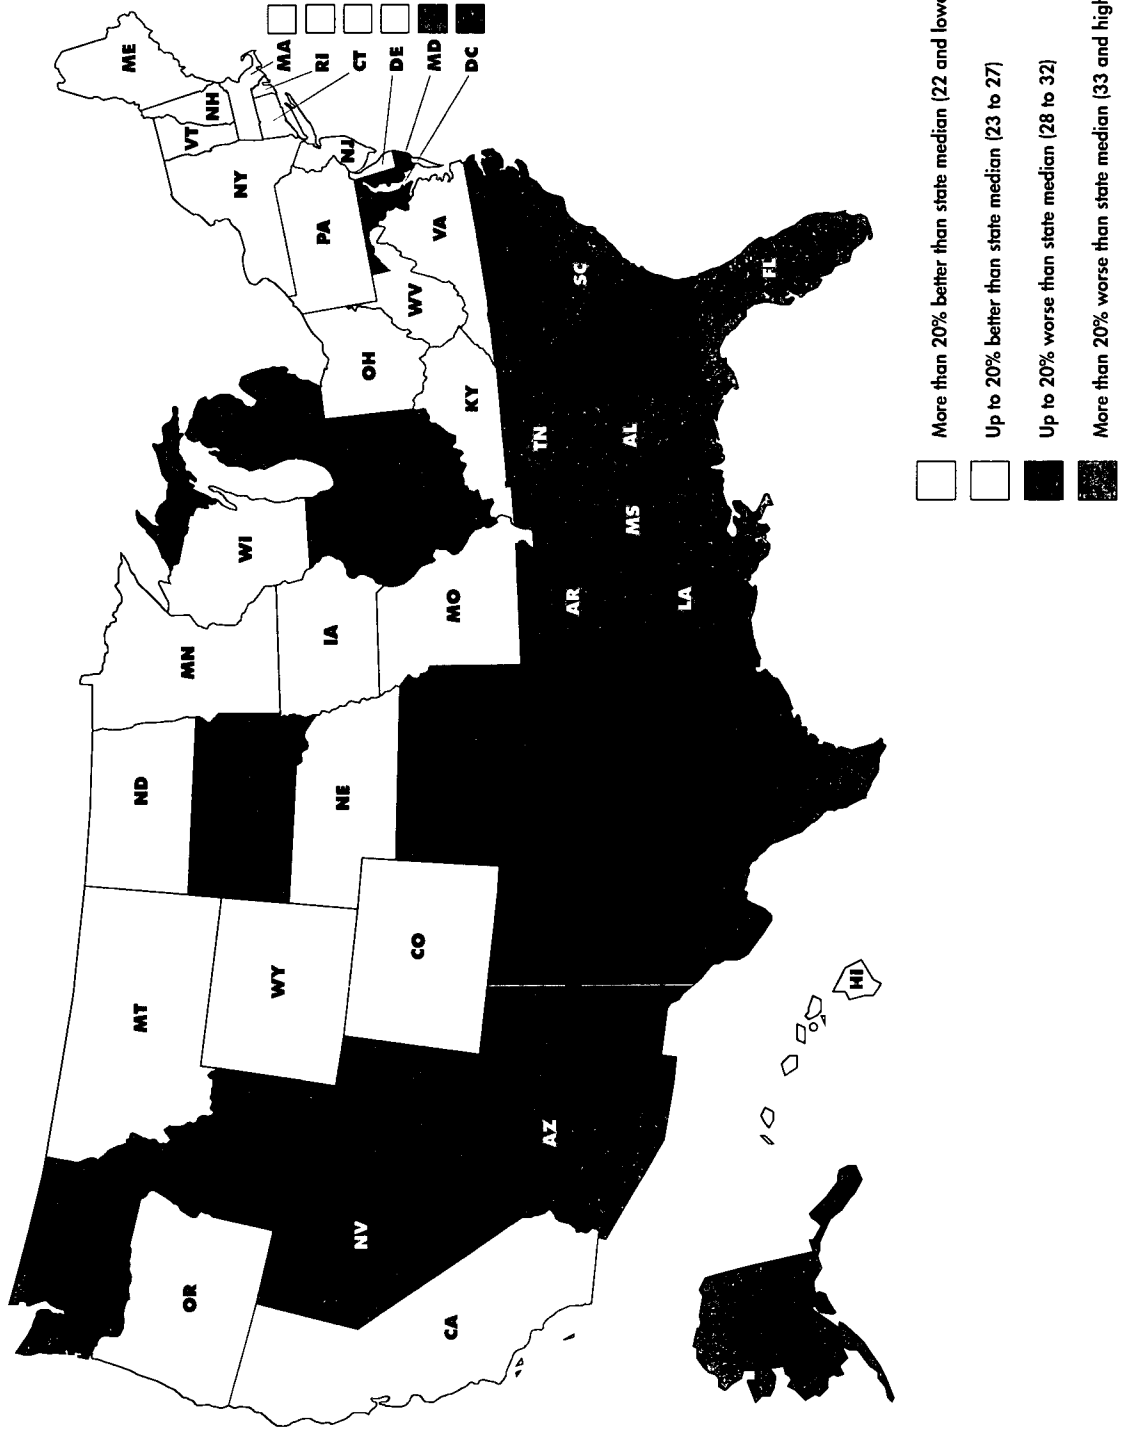 ME
VT
NH
MA
RI
CT
DE
MD
DC
NY
NJ
PA
VA
WV
OH
KY
WI
MN
IA
MO
ND
NE
MT
WY
CO
OR
NV
CA
AZ
TN
SC
AL
MS
AR
LA
FL
HI
More than 20% better than state median (22 and lowe
Up to 20% better than state median (23 to 27)
Up to 20% worse than state median (28 to 32)
More than 20% worse than state median (33 and high